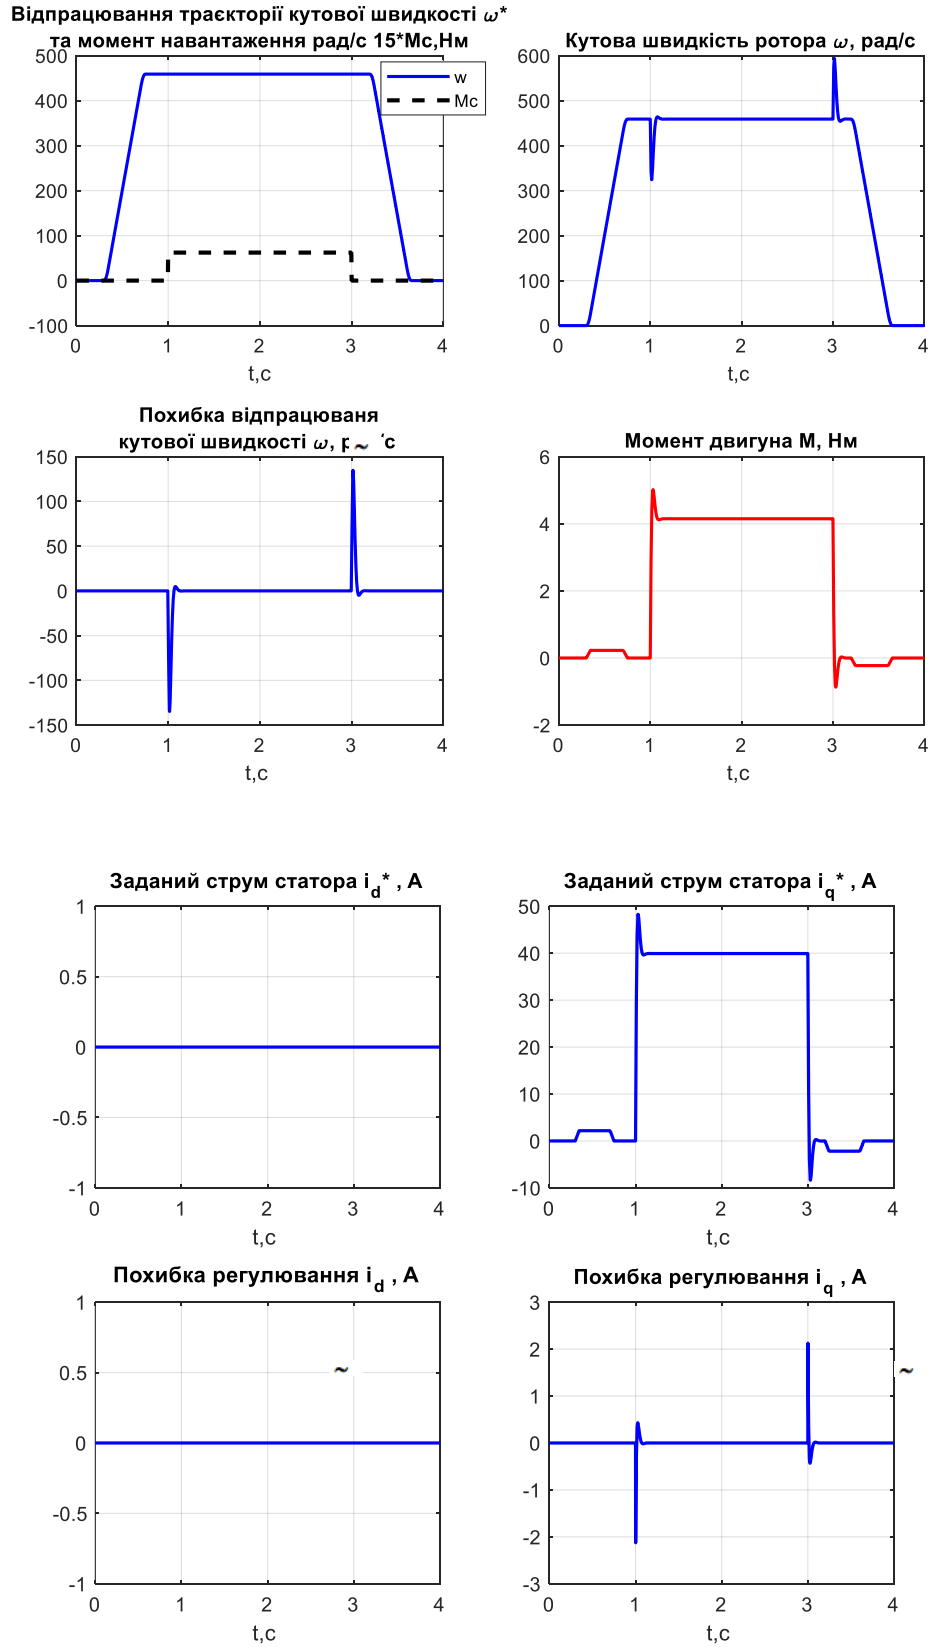 Відпрацювання траєкторії кутової швидкості ω*
та момент навантаження рад/с 15*Мс,Нм
500
400
300
200
100
0
-100
w
Mc
0 1 2 3 4
t,c
Кутова швидкість ротора ω, рад/с
600
500
400
300
200
100
0
0 1 2 3 4
t,c
Похибка відпрацюваня
кутової швидкості ω, с
150
100
50
0
-50
-100
-150
0 1 2 3 4
t,c
Момент двигуна М, Нм
6
4
2
0
-2
0 1 2 3 4
t,c
Заданий струм статора i_d* , А
1
0.5
0
-0.5
-1
0 1 2 3 4
t,c
Заданий струм статора i_q* , А
50
40
30
20
10
0
-10
0 1 2 3 4
t,c
Похибка регулювання i_d , А
1
0.5
~
0
-0.5
-1
0 1 2 3 4
t,c
Похибка регулювання i_q , А
3
2
~
1
0
-1
-2
-3
0 1 2 3 4
t,c